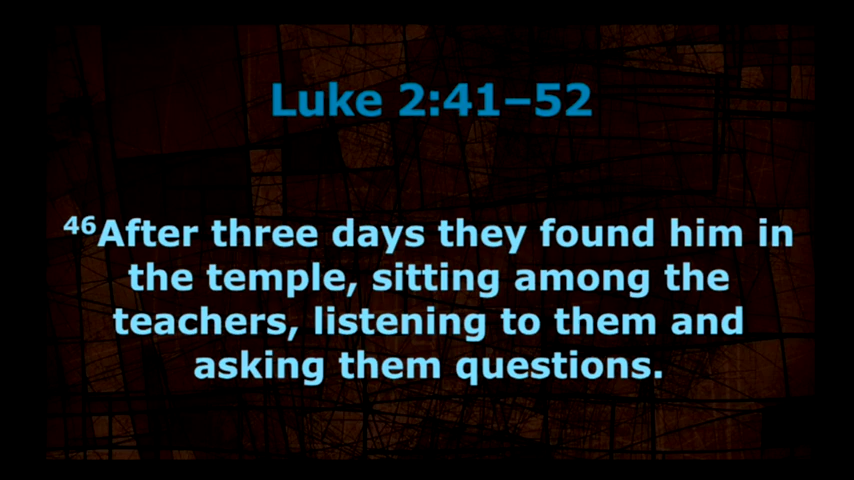 Luke 2:41–52
46After three days they found him in
the temple, sitting among the
teachers, listening to them and
asking them questions.